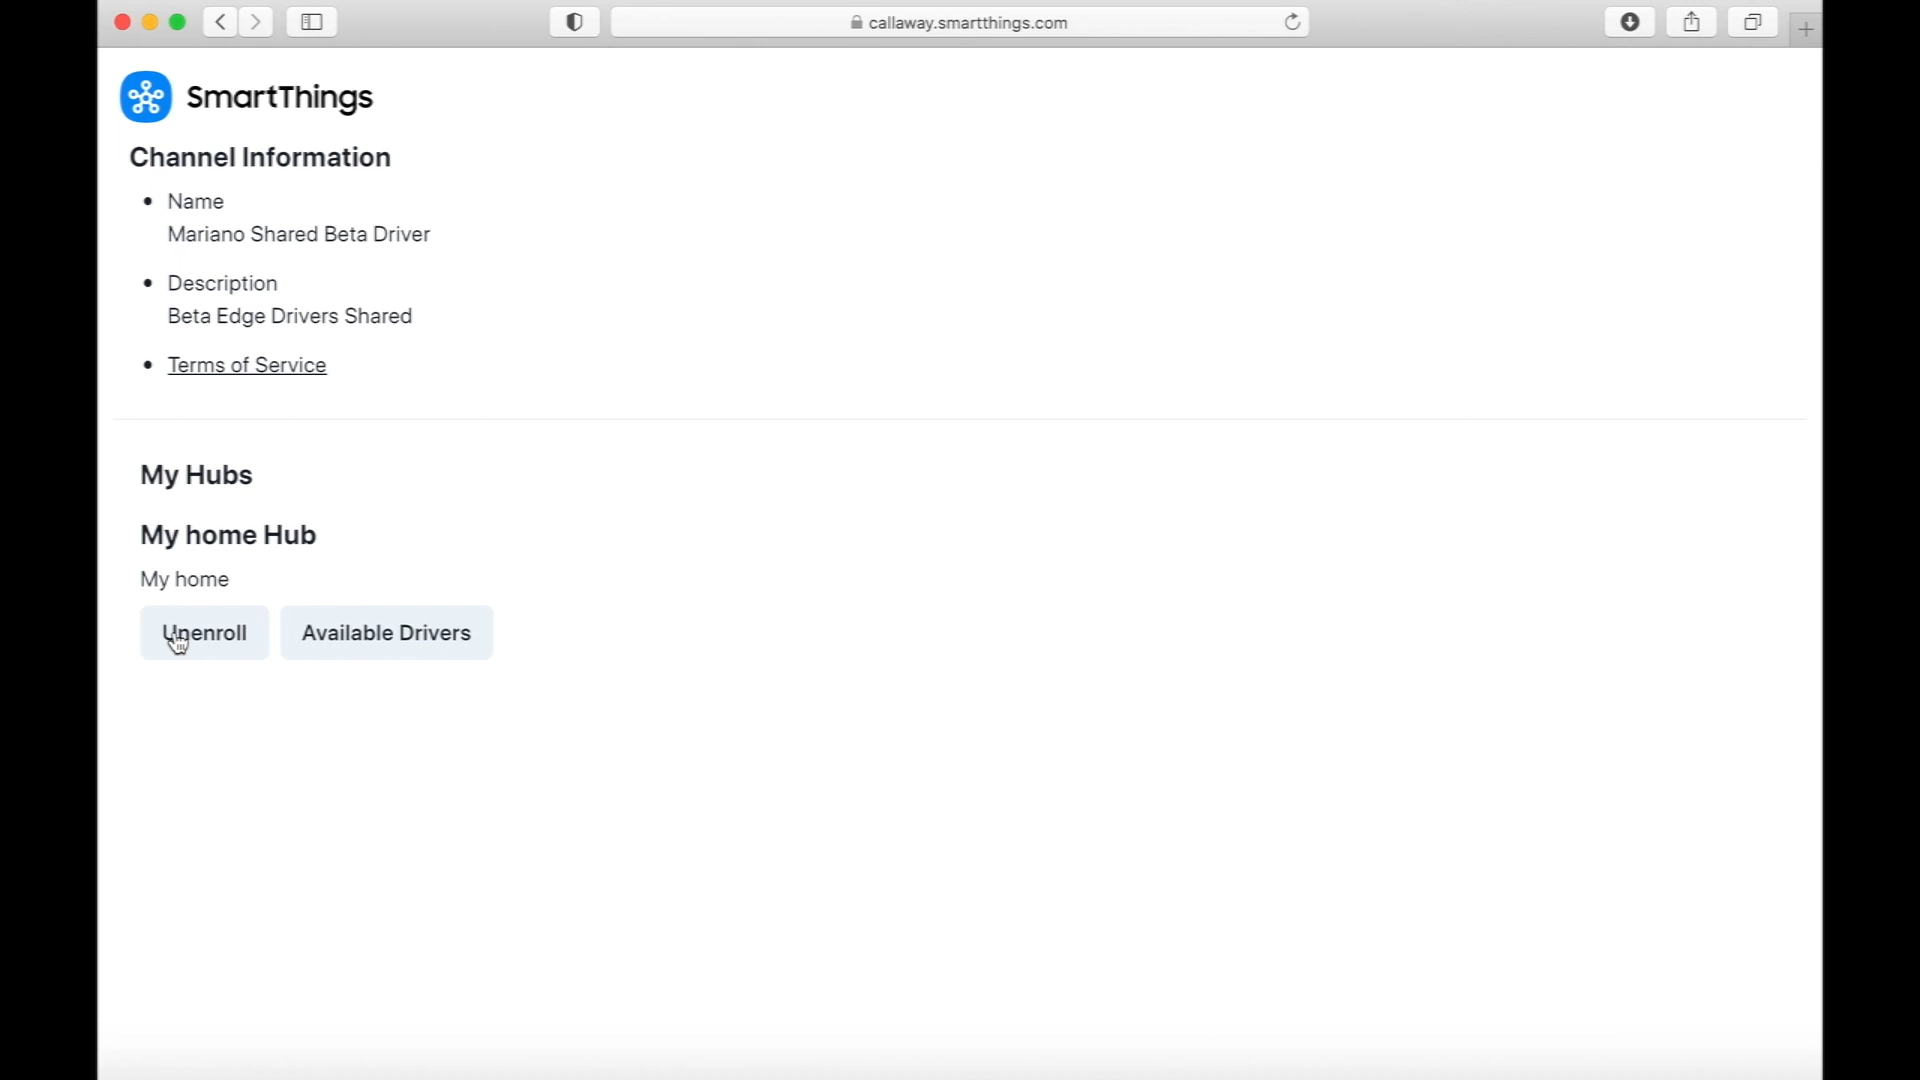 callaway.smartthings.com
SmartThings
Channel Information
Name
Mariano Shared Beta Driver
Description
Beta Edge Drivers Shared
Terms of Service
My Hubs
My home Hub
My home
Unenroll
Available Drivers